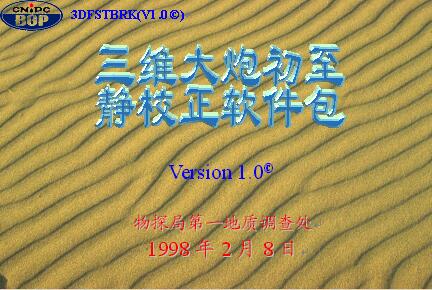 CNPC
BGP
3DFSTBRK(V1.0©)
三维大炮初至
静校正软件包
Version 1.0©
物探局第一地质调查处
1998 年 2 月 8 日